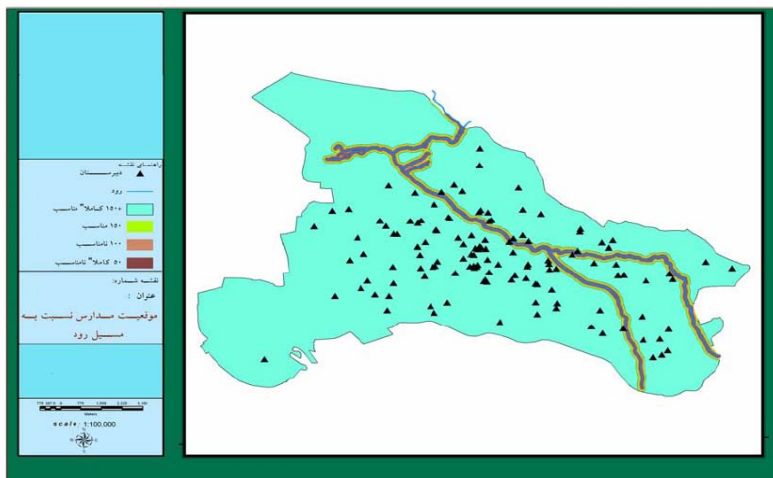 راهنمای نقشه
دبیرستان
رود
+۱۵۰ کاملا" مناسب
۱۵۰ مناسب
۱۰۰ نامناسب
۵۰ کاملا" نامناسب
نقشه شماره:
عنوان :
موقعیت مدارس نسبت به
مسیل رود
Meters
scale: 1:100,000